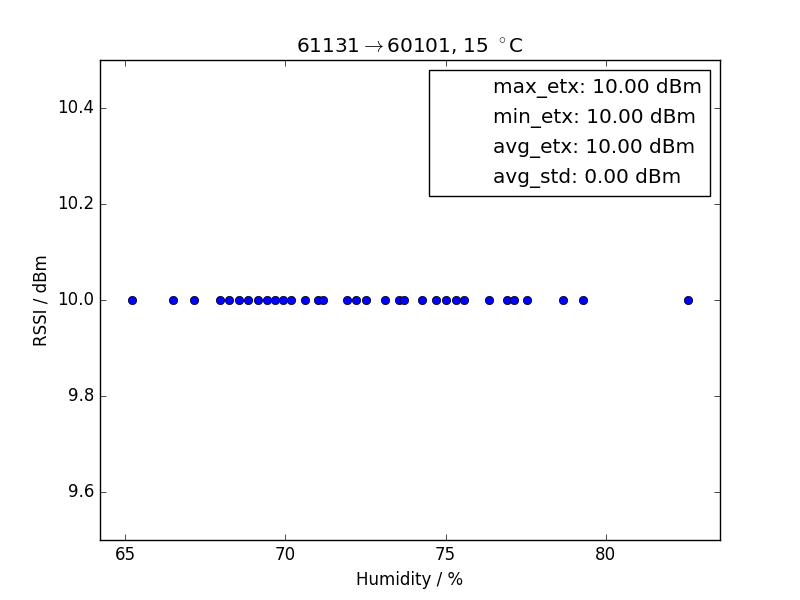 61131→60101, 15 °C
max_etx: 10.00 dBm
min_etx: 10.00 dBm
avg_etx: 10.00 dBm
avg_std: 0.00 dBm
10.4
10.2
10.0
9.8
9.6
RSSI / dBm
65 70 75 80
Humidity / %